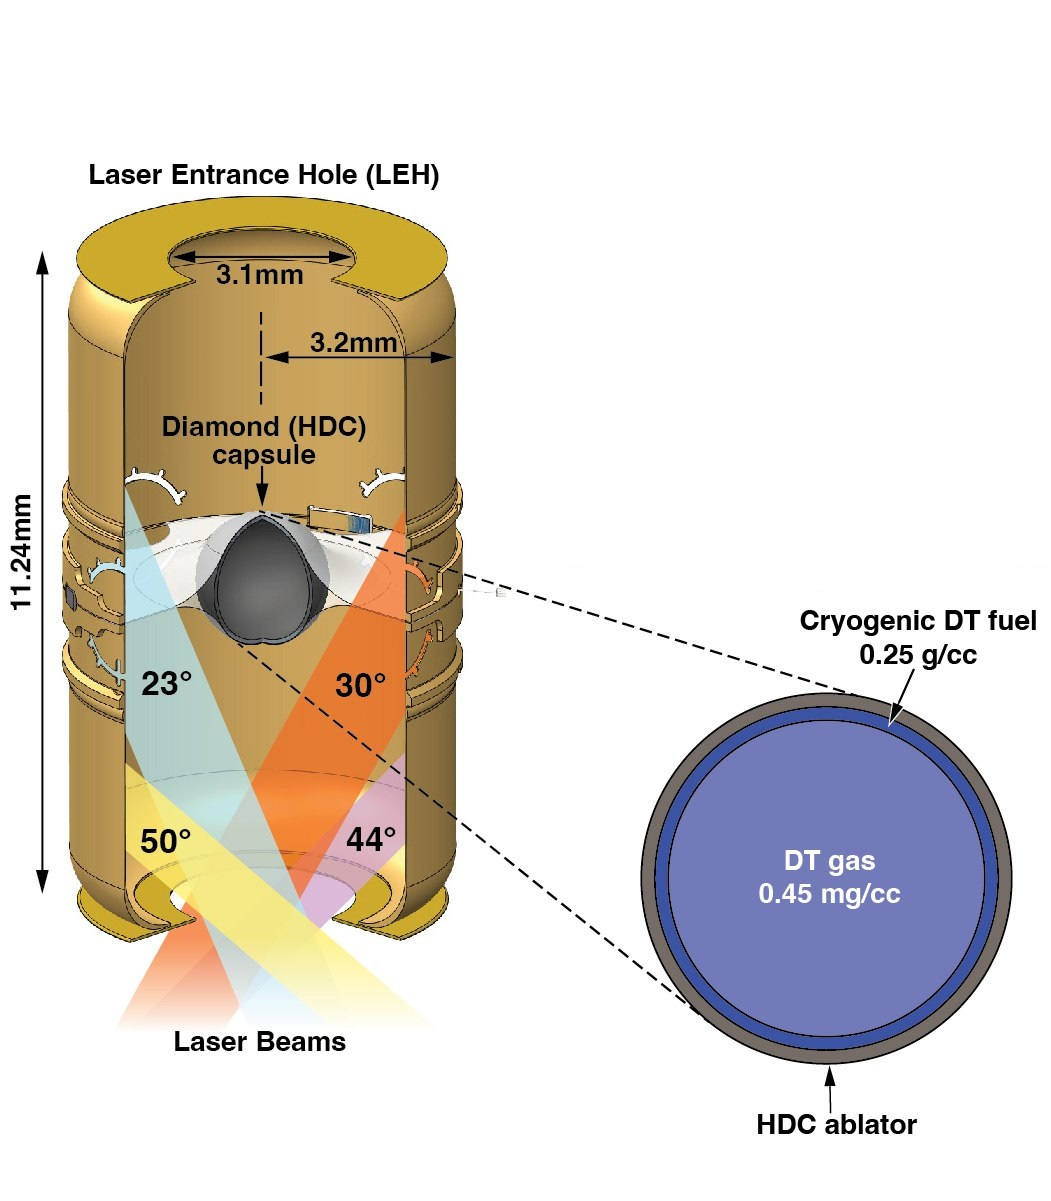 Laser Entrance Hole (LEH)
3.1mm
3.2mm
Diamond (HDC)
capsule
11.24mm
23°
30°
50°
44°
Laser Beams
Cryogenic DT fuel
0.25 g/cc
DT gas
0.45 mg/cc
HDC ablator